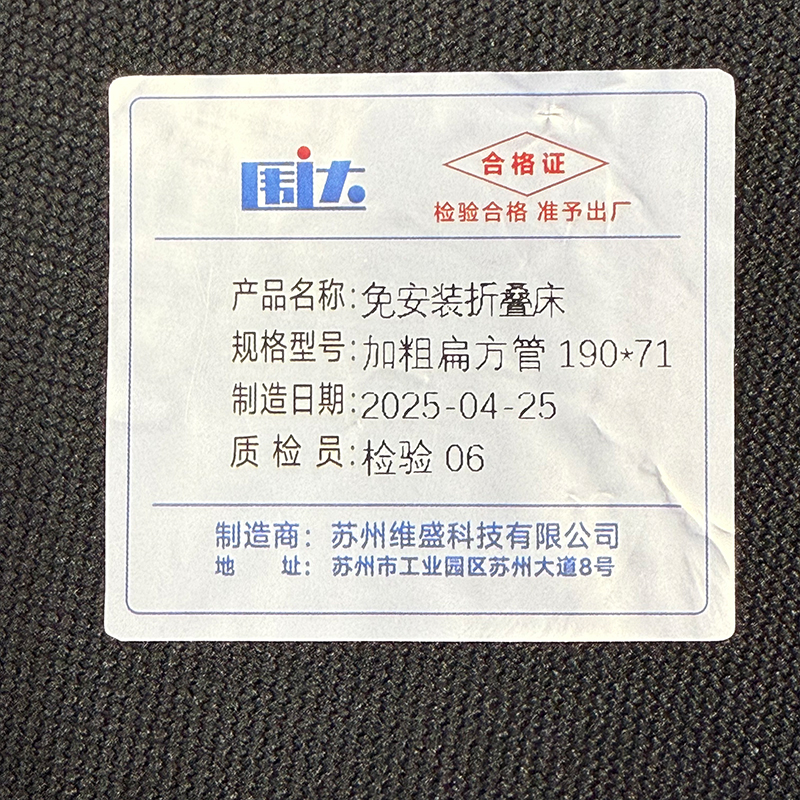 围达
合格证
检验合格 准予出厂
产品名称:免安装折叠床
规格型号:加粗扁方管 190*71
制造日期:2025-04-25
质检员:检验 06
制造商:苏州维盛科技有限公司
地址:苏州市工业园区苏州大道8号